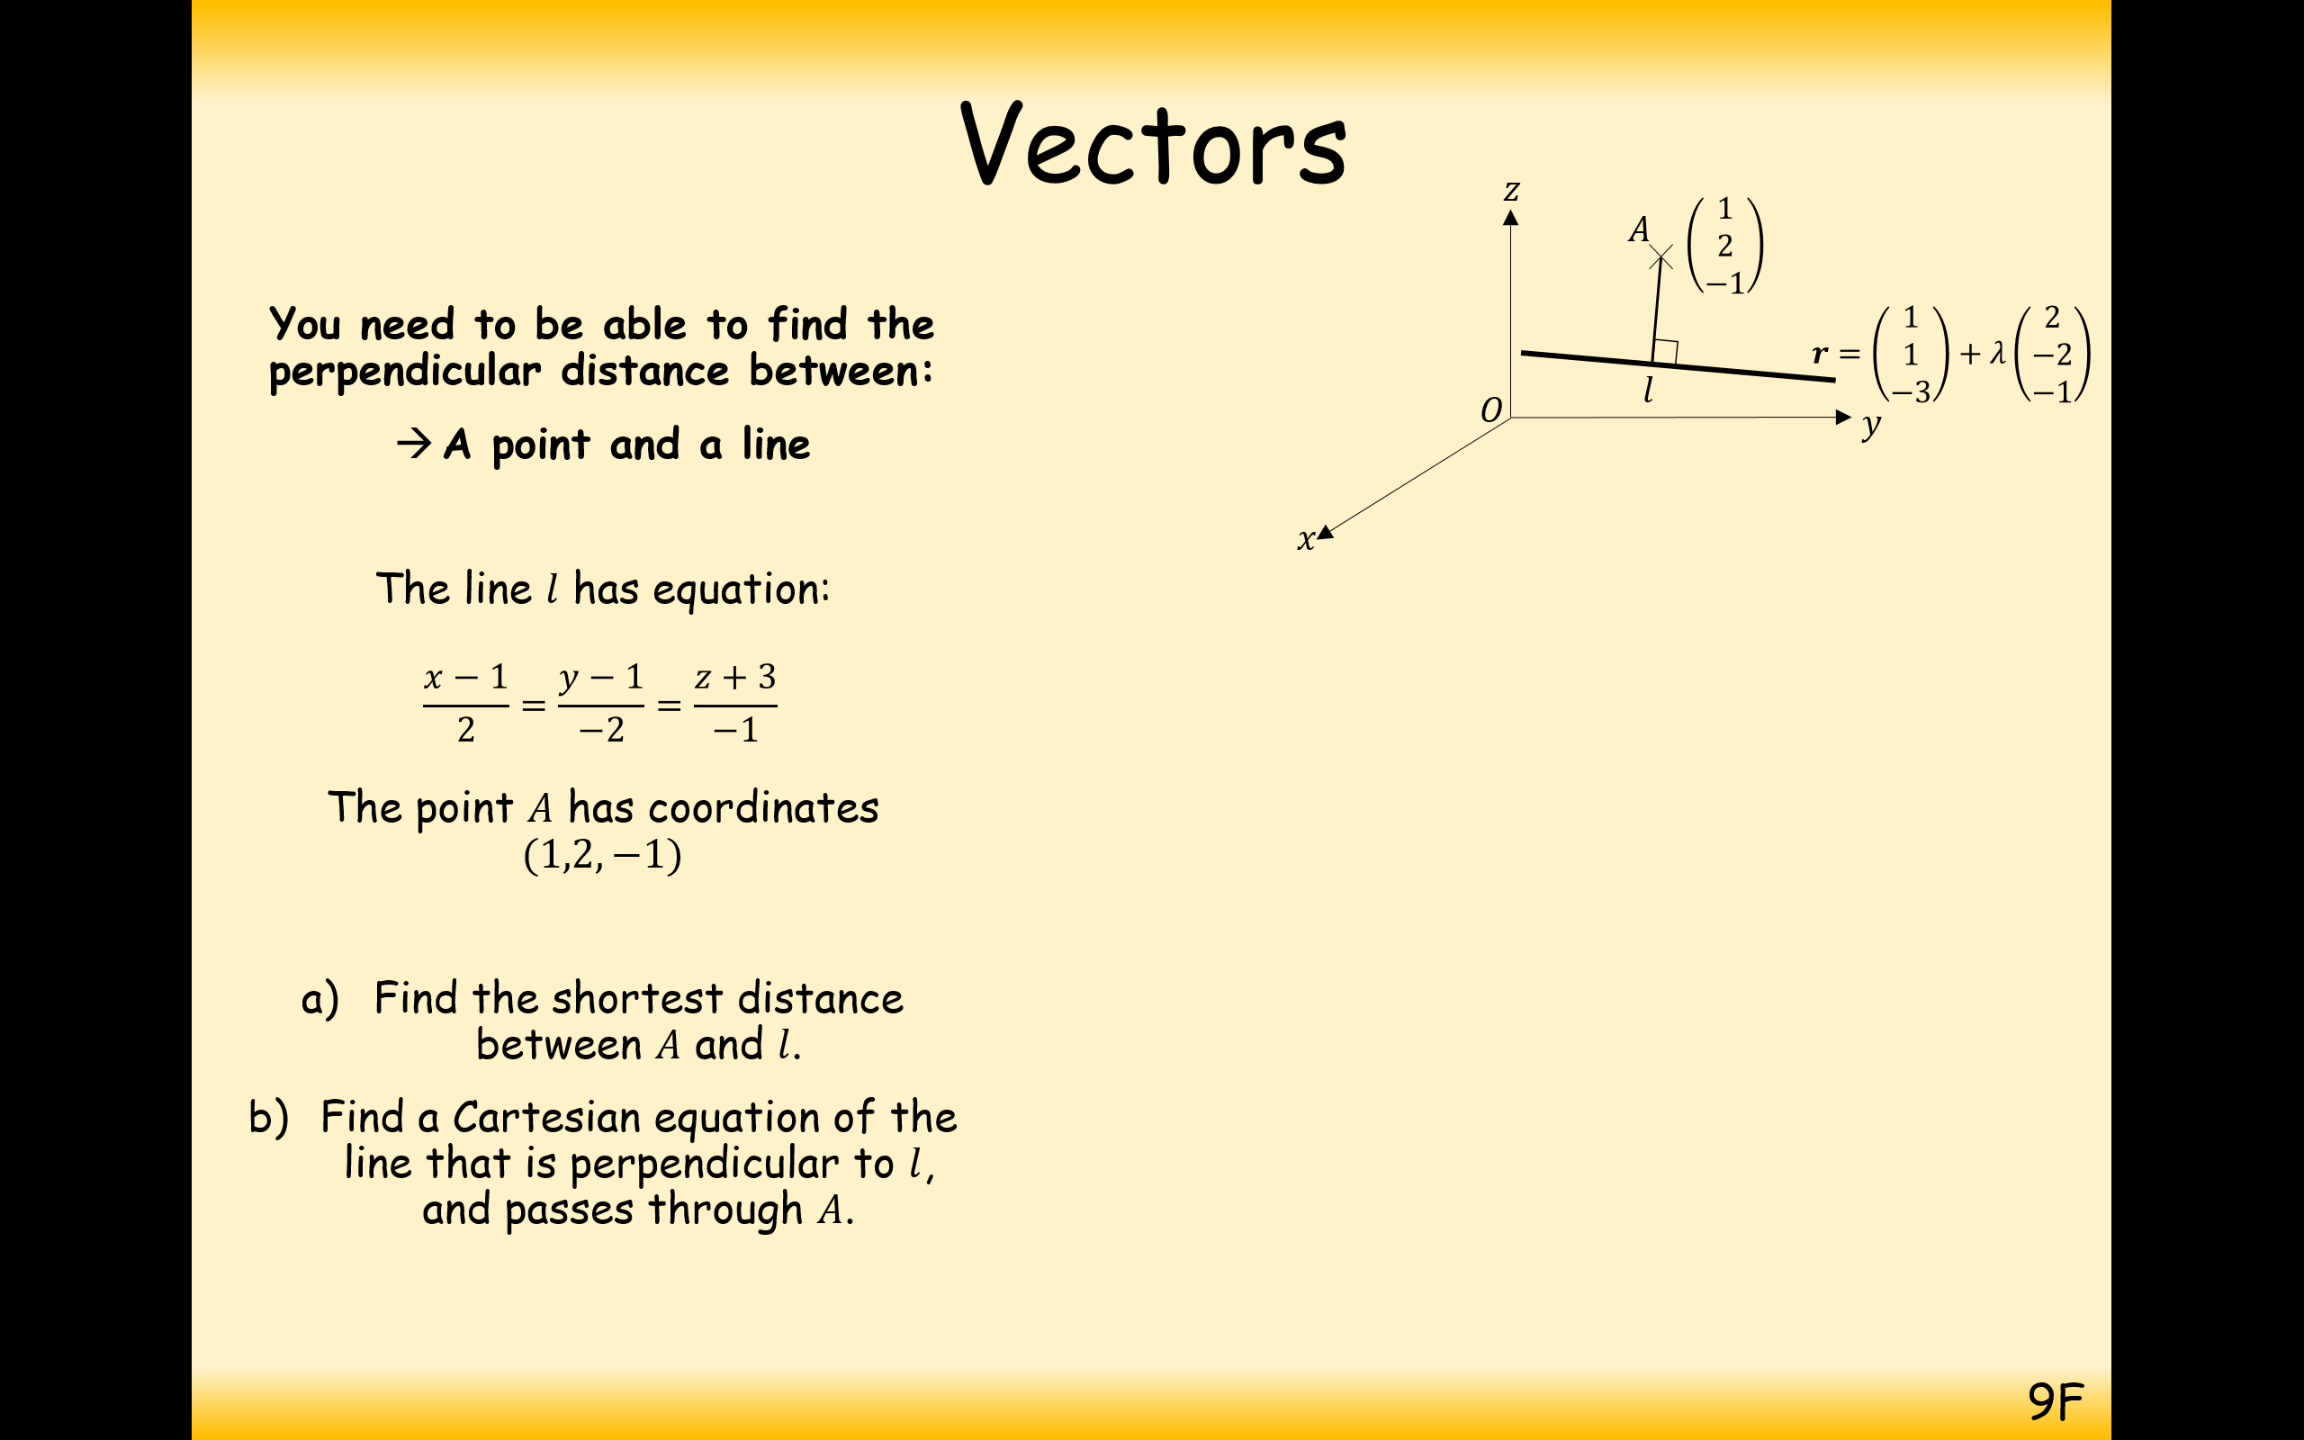 Vectors
You need to be able to find the
perpendicular distance between:
→ A point and a line
The line l has equation:
x − 1 / 2 = y − 1 / −2 = z + 3 / −1
The point A has coordinates
(1,2, −1)
a) Find the shortest distance
between A and l.
b) Find a Cartesian equation of the
line that is perpendicular to l,
and passes through A.
z
A (1 2 −1)
r = (1 1 −3) + λ (2 −2 −1)
l
O
y
x
9F